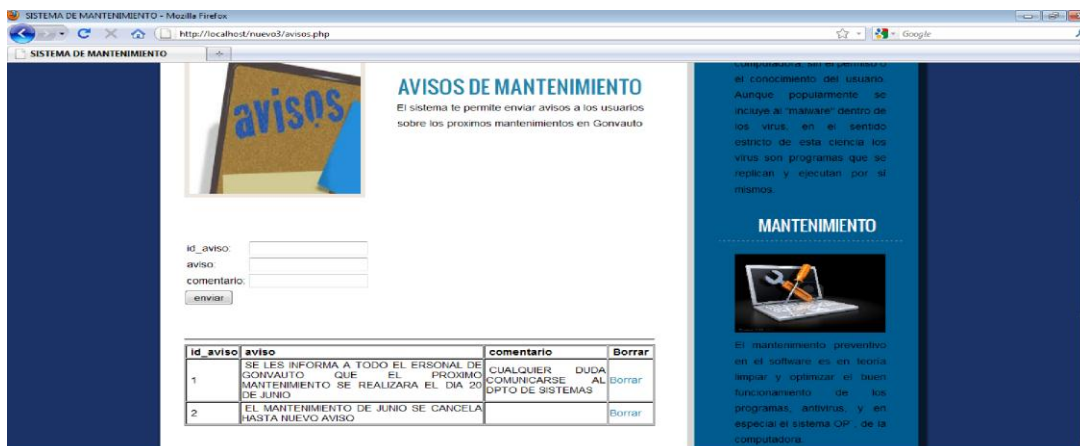 SISTEMA DE MANTENIMIENTO - Mozilla Firefox
http://localhost/nuevo3/avisos.php
Google
SISTEMA DE MANTENIMIENTO
avisos
AVISOS DE MANTENIMIENTO
El sistema te permite enviar avisos a los usuarios
sobre los proximos mantenimientos en Gonvauto
id_aviso:
aviso:
comentario:
enviar
id_aviso aviso comentario Borrar
1
SE LES INFORMA A TODO EL ERSONAL DE
GONVAUTO QUE EL PROXIMO
MANTENIMIENTO SE REALIZARA EL DIA 20
DE JUNIO
CUALQUIER DUDA
COMUNICARSE AL
DPTO DE SISTEMAS
Borrar
2
EL MANTENIMIENTO DE JUNIO SE CANCELA
HASTA NUEVO AVISO
Borrar
computadora, sin el permiso o
el conocimiento del usuario.
Aunque popularmente se
incluye al "malware" dentro de
los virus, en el sentido
estricto de esta ciencia los
virus son programas que se
replican y ejecutan por sí
mismos.
MANTENIMIENTO
El mantenimiento preventivo
en el software es en teoría
limpiar y optimizar el buen
funcionamiento de los
programas, antivirus, y en
especial el sistema OP . de la
computadora.